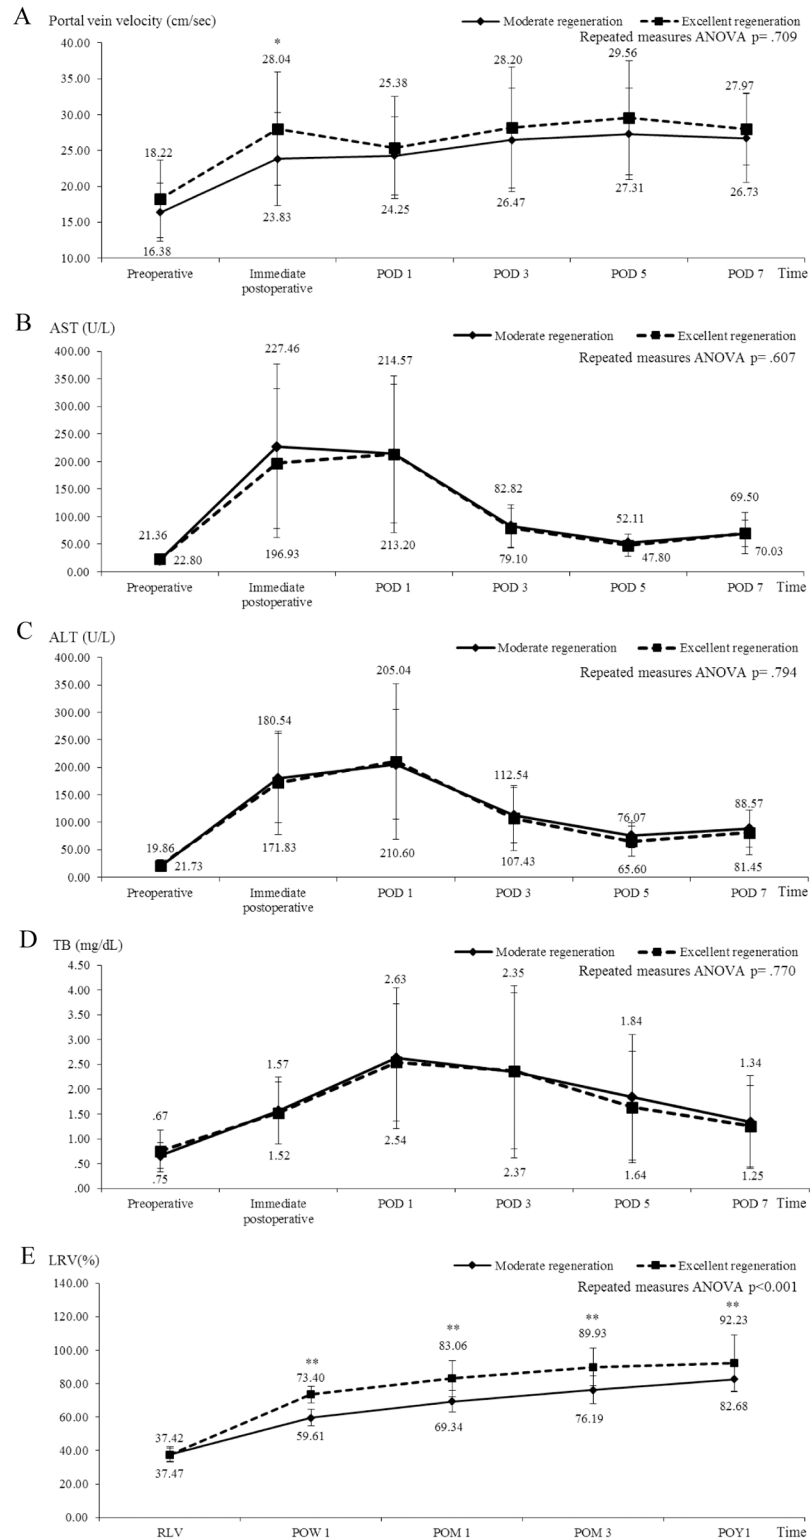 A
Portal vein velocity (cm/sec)
Moderate regeneration
Excellent regeneration
Repeated measures ANOVA p= .709
40.00
35.00
30.00
25.00
20.00
15.00
10.00
*
28.04
25.38
28.20
29.56
27.97
18.22
16.38
23.83
24.25
26.47
27.31
26.73
Preoperative
Immediate
postoperative
POD 1
POD 3
POD 5
POD 7
Time
B
AST (U/L)
Moderate regeneration
Excellent regeneration
Repeated measures ANOVA p= .607
400.00
350.00
300.00
250.00
200.00
150.00
100.00
50.00
0.00
227.46
214.57
82.82
52.11
69.50
21.36
22.80
196.93
213.20
79.10
47.80
70.03
Preoperative
Immediate
postoperative
POD 1
POD 3
POD 5
POD 7
Time
C
ALT (U/L)
Moderate regeneration
Excellent regeneration
Repeated measures ANOVA p= .794
400.00
350.00
300.00
250.00
200.00
150.00
100.00
50.00
0.00
205.04
180.54
112.54
76.07
88.57
19.86
21.73
171.83
210.60
107.43
65.60
81.45
Preoperative
Immediate
postoperative
POD 1
POD 3
POD 5
POD 7
Time
D
TB (mg/dL)
Moderate regeneration
Excellent regeneration
Repeated measures ANOVA p= .770
4.50
4.00
3.50
3.00
2.50
2.00
1.50
1.00
.50
.00
2.63
2.35
1.84
1.57
1.34
.67
.75
1.52
2.54
2.37
1.64
1.25
Preoperative
Immediate
postoperative
POD 1
POD 3
POD 5
POD 7
Time
E
LRV(%)
Moderate regeneration
Excellent regeneration
Repeated measures ANOVA p<0.001
140.00
120.00
100.00
80.00
60.00
40.00
20.00
0.00
**
73.40
**
83.06
**
89.93
**
92.23
37.42
37.47
59.61
69.34
76.19
82.68
RLV
POW 1
POM 1
POM 3
POY1
Time